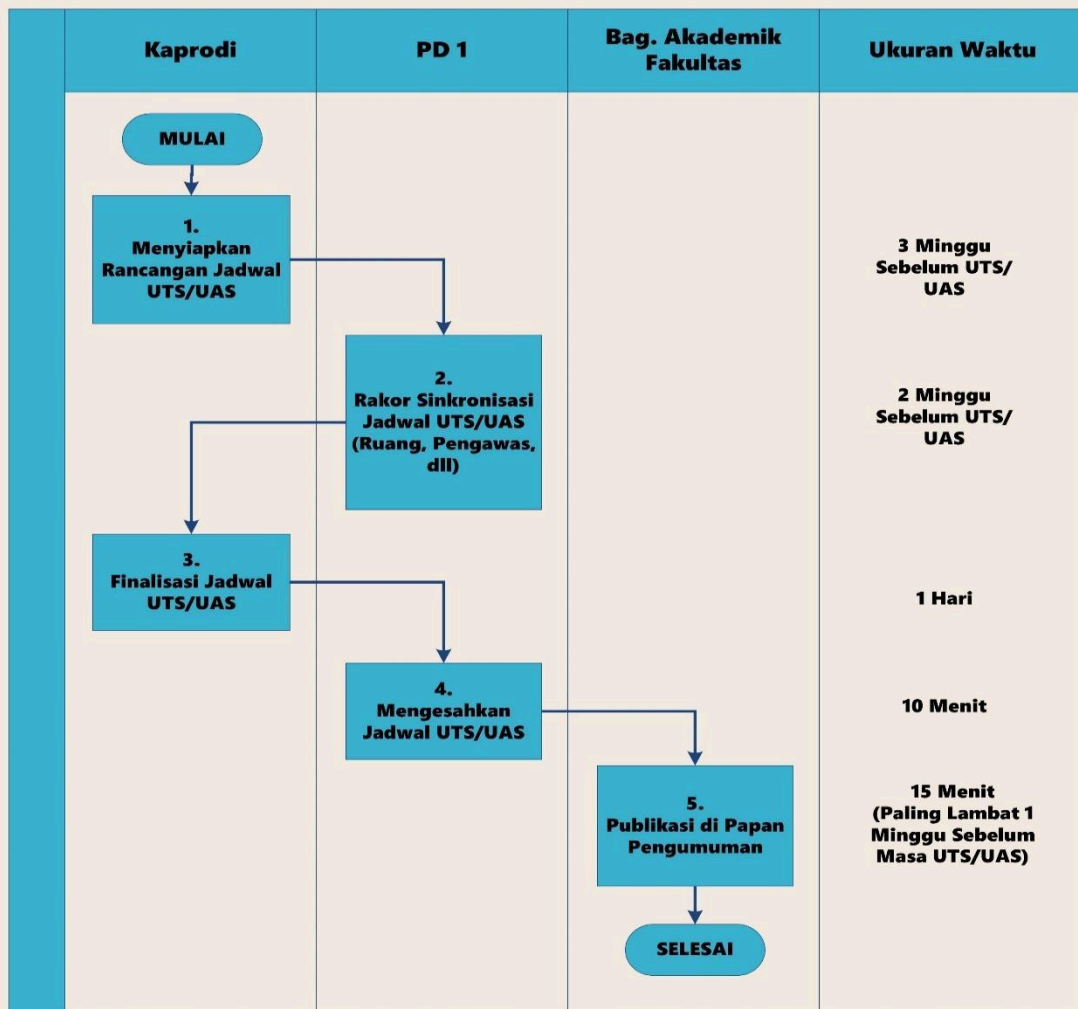 Kaprodi
PD 1
Bag. Akademik
Fakultas
Ukuran Waktu
MULAI
1.
Menyiapkan
Rancangan Jadwal
UTS/UAS
3 Minggu
Sebelum UTS/
UAS
2.
Rakor Sinkronisasi
Jadwal UTS/UAS
(Ruang, Pengawas,
dll)
2 Minggu
Sebelum UTS/
UAS
3.
Finalisasi Jadwal
UTS/UAS
1 Hari
4.
Mengesahkan
Jadwal UTS/UAS
10 Menit
5.
Publikasi di Papan
Pengumuman
15 Menit
(Paling Lambat 1
Minggu Sebelum
Masa UTS/UAS)
SELESAI